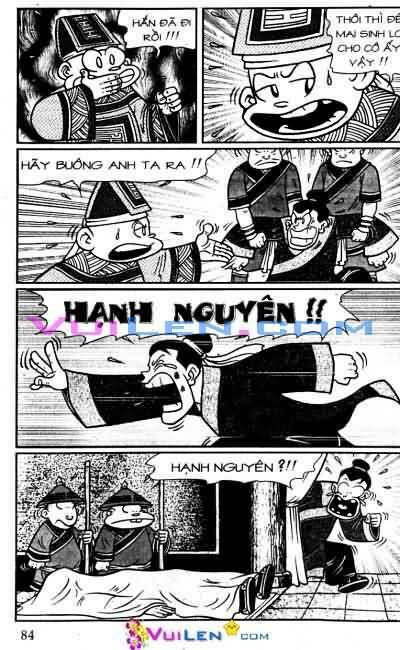 HẮN ĐÃ ĐI
RỒI !!!
THÔI THÌ ĐỂ
MAI SINH LO
CHO CÔ ẤY
VẬY !!
HÃY BUÔNG ANH TA RA !!
HẠNH NGUYÊN !!
VUILEN.COM
HẠNH NGUYÊN ?!!
84
VUILEN.COM